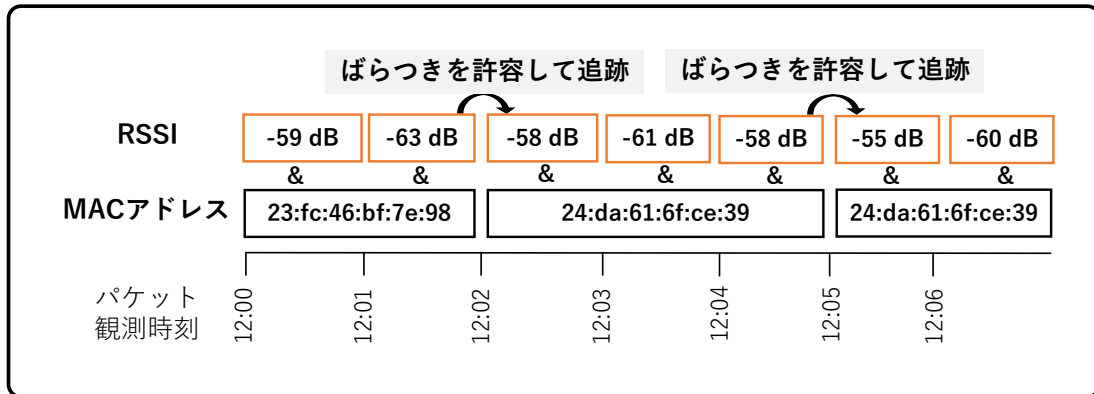 ばらつきを許容して追跡 ばらつきを許容して追跡
RSSI -59 dB -63 dB -58 dB -61 dB -58 dB -55 dB -60 dB
& & & & & & &
MACアドレス 23:fc:46:bf:7e:98 24:da:61:6f:ce:39 24:da:61:6f:ce:39
パケット
観測時刻
12:00 12:01 12:02 12:03 12:04 12:05 12:06